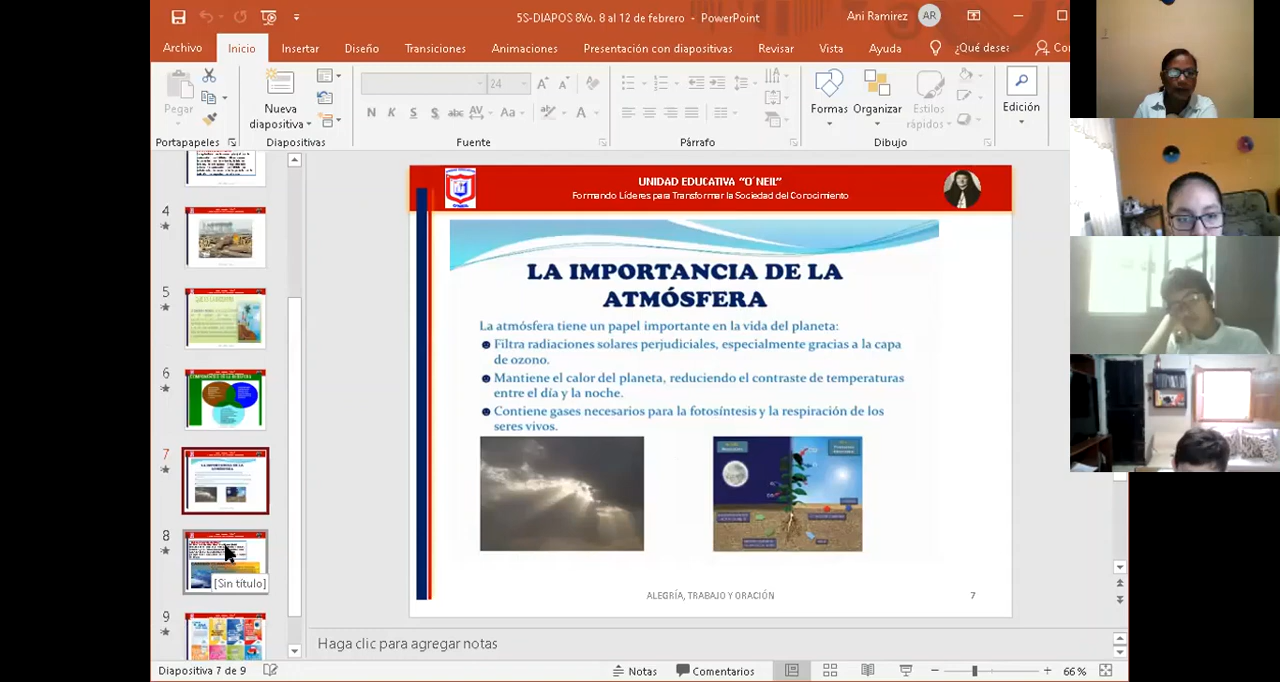 5S-DIAPOS 8Vo. 8 al 12 de febrero - PowerPoint
Ani Ramirez
AR
Archivo
Inicio
Insertar
Diseño
Transiciones
Animaciones
Presentación con diapositivas
Revisar
Vista
Ayuda
¿Qué desea
Co
Pegar
Nueva
diapositiva
24
Formas
Organizar
Estilos
rápidos
Edición
Portapapeles
Diapositivas
Fuente
Párrafo
Dibujo
4
5
6
7
8
[Sin título]
9
UNIDAD EDUCATIVA "O´NEIL"
Formando Líderes para Transformar la Sociedad del Conocimiento
LA IMPORTANCIA DE LA
ATMÓSFERA
La atmósfera tiene un papel importante en la vida del planeta:
Filtra radiaciones solares perjudiciales, especialmente gracias a la capa
de ozono.
Mantiene el calor del planeta, reduciendo el contraste de temperaturas
entre el día y la noche.
Contiene gases necesarios para la fotosíntesis y la respiración de los
seres vivos.
ALEGRÍA, TRABAJO Y ORACIÓN
7
Haga clic para agregar notas
Diapositiva 7 de 9
Notas
Comentarios
66 %